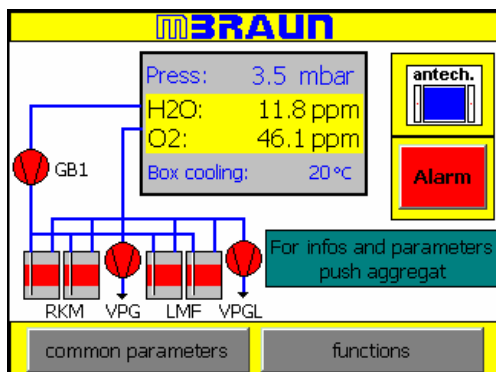 mBRAUN
Press: 3.5 mbar
H2O: 11.8 ppm
O2: 46.1 ppm
Box cooling: 20°C
antech.
Alarm
GB1
For infos and parameters
push aggregat
RKM VPG LMF VPGL
common parameters functions